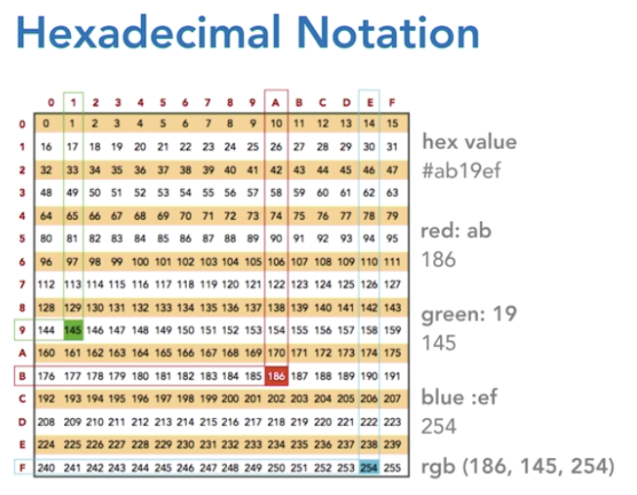 Hexadecimal Notation
0 1 2 3 4 5 6 7 8 9 A B C D E F
0 0 1 2 3 4 5 6 7 8 9 10 11 12 13 14 15
1 16 17 18 19 20 21 22 23 24 25 26 27 28 29 30 31
2 32 33 34 35 36 37 38 39 40 41 42 43 44 45 46 47
3 48 49 50 51 52 53 54 55 56 57 58 59 60 61 62 63
4 64 65 66 67 68 69 70 71 72 73 74 75 76 77 78 79
5 80 81 82 83 84 85 86 87 88 89 90 91 92 93 94 95
6 96 97 98 99 100 101 102 103 104 105 106 107 108 109 110 111
7 112 113 114 115 116 117 118 119 120 121 122 123 124 125 126 127
8 128 129 130 131 132 133 134 135 136 137 138 139 140 141 142 143
9 144 145 146 147 148 149 150 151 152 153 154 155 156 157 158 159
A 160 161 162 163 164 165 166 167 168 169 170 171 172 173 174 175
B 176 177 178 179 180 181 182 183 184 185 186 187 188 189 190 191
C 192 193 194 195 196 197 198 199 200 201 202 203 204 205 206 207
D 208 209 210 211 212 213 214 215 216 217 218 219 220 221 222 223
E 224 225 226 227 228 229 230 231 232 233 234 235 236 237 238 239
F 240 241 242 243 244 245 246 247 248 249 250 251 252 253 254 255
hex value
#ab19ef
red: ab
186
green: 19
145
blue :ef
254
rgb (186, 145, 254)